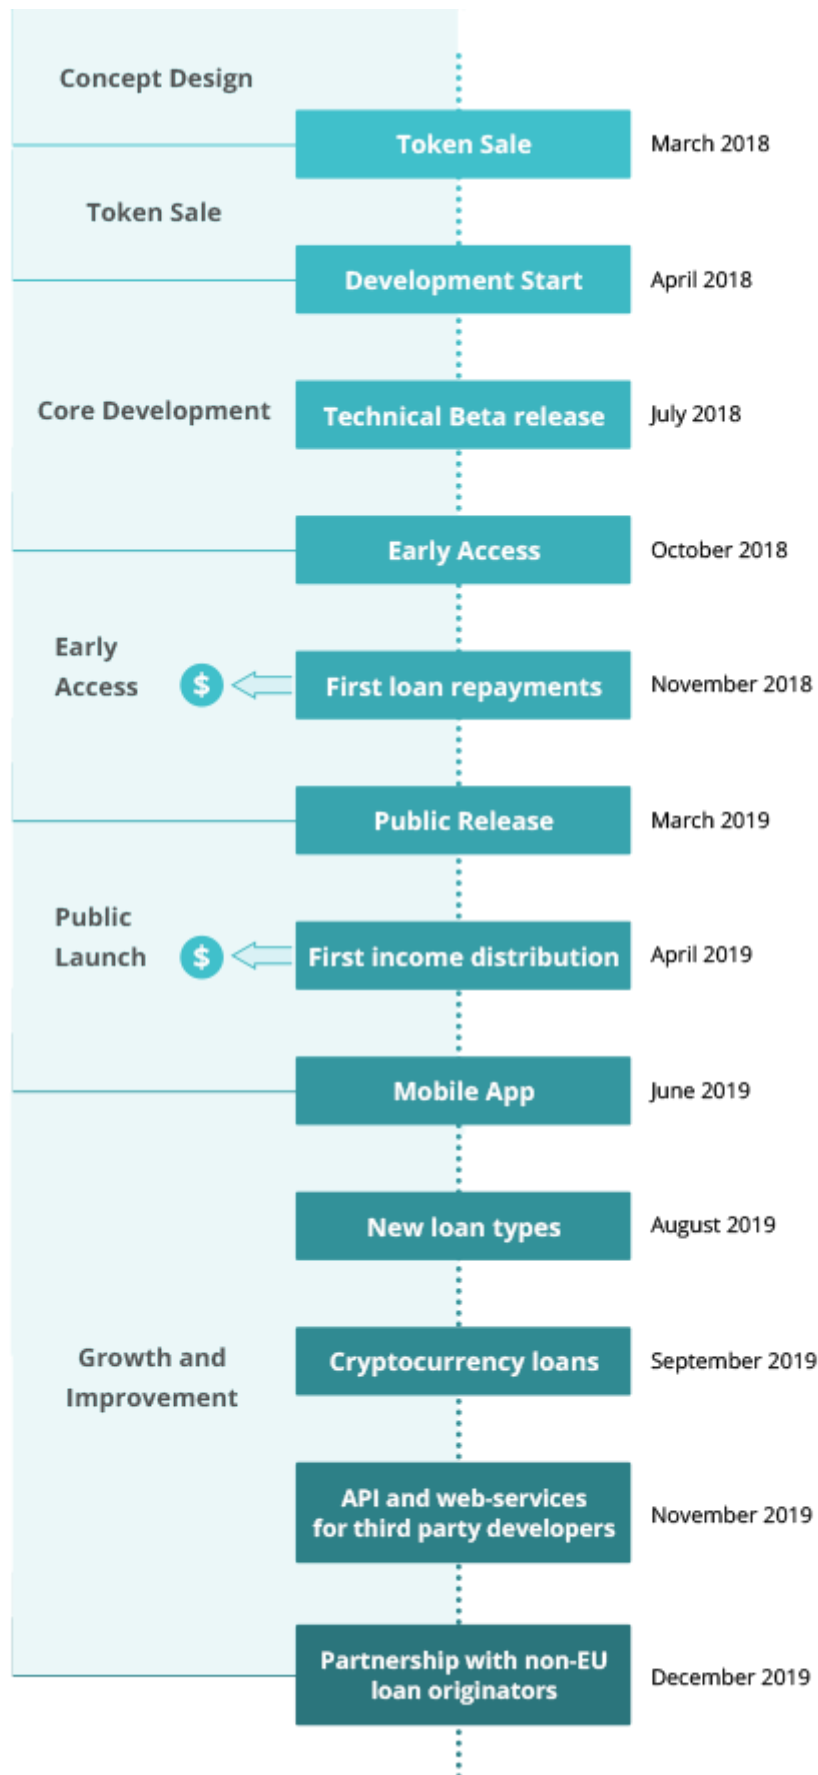 Concept Design
Token Sale
March 2018
Token Sale
Development Start
April 2018
Core Development
Technical Beta release
July 2018
Early Access
October 2018
Early
Access
$
First loan repayments
November 2018
Public Release
March 2019
Public
Launch
$
First income distribution
April 2019
Mobile App
June 2019
New loan types
August 2019
Growth and
Improvement
Cryptocurrency loans
September 2019
API and web-services
for third party developers
November 2019
Partnership with non-EU
loan originators
December 2019